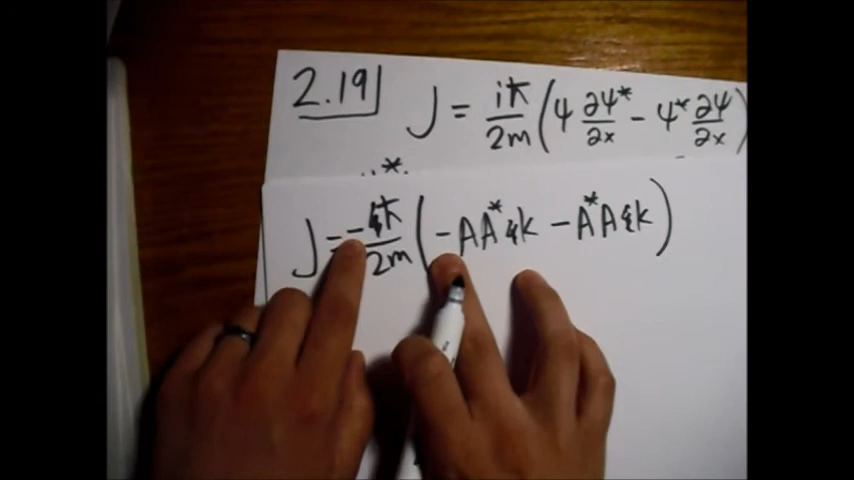 2.19
J = iħ/2m (ψ ∂ψ*/∂x - ψ* ∂ψ/∂x)
*
J = -iħ/2m (-AA*ik - A*Aik)